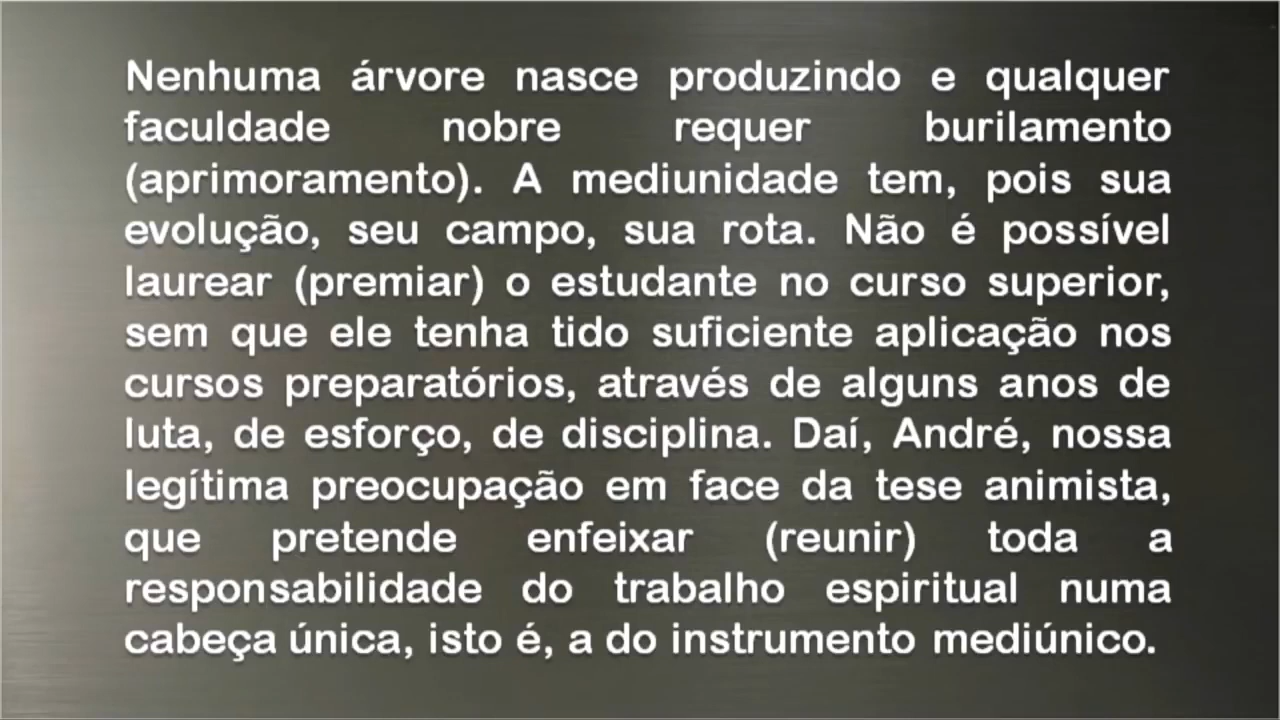 Nenhuma árvore nasce produzindo e qualquer
faculdade nobre requer burilamento
(aprimoramento). A mediunidade tem, pois sua
evolução, seu campo, sua rota. Não é possível
laurear (premiar) o estudante no curso superior,
sem que ele tenha tido suficiente aplicação nos
cursos preparatórios, através de alguns anos de
luta, de esforço, de disciplina. Daí, André, nossa
legítima preocupação em face da tese animista,
que pretende enfeixar (reunir) toda a
responsabilidade do trabalho espiritual numa
cabeça única, isto é, a do instrumento mediúnico.